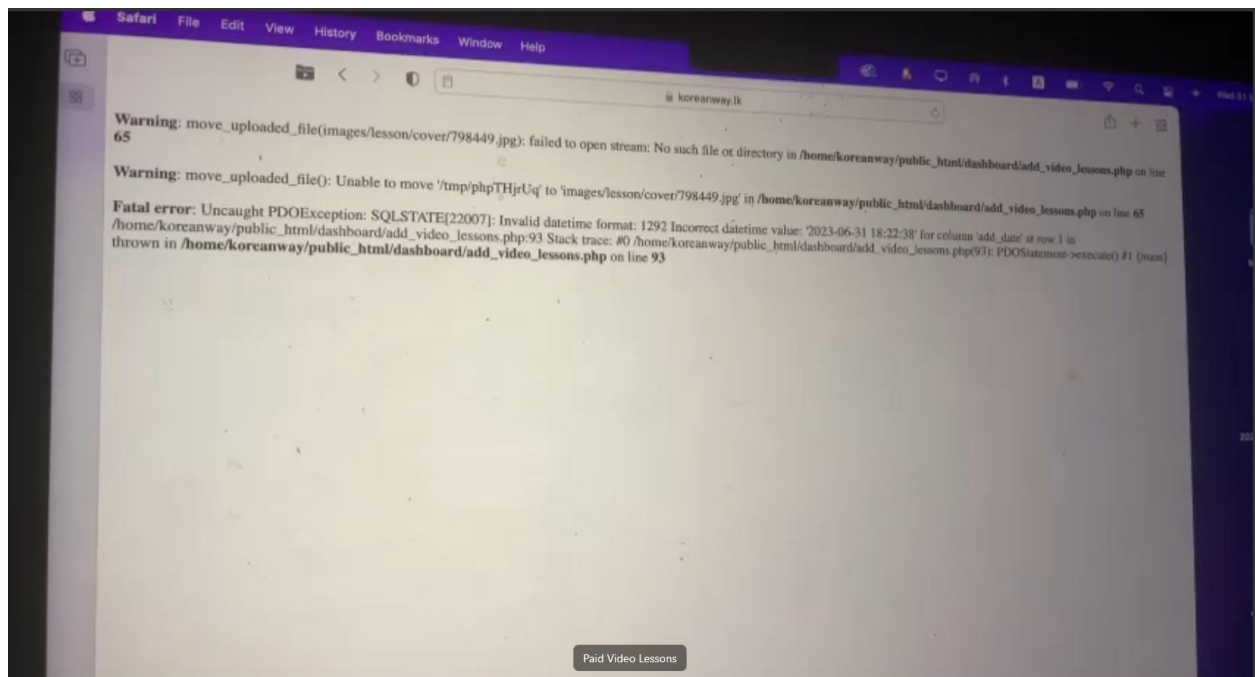 Safari File Edit View History Bookmarks Window Help
Wed 31
koreanway.lk
Warning: move_uploaded_file(images/lesson/cover/798449.jpg): failed to open stream: No such file or directory in /home/koreanway/public_html/dashboard/add_video_lessons.php on line
65
Warning: move_uploaded_file(): Unable to move '/tmp/phpTHjrUq' to 'images/lesson/cover/798449.jpg' in /home/koreanway/public_html/dashboard/add_video_lessons.php on line 65
Fatal error: Uncaught PDOException: SQLSTATE[22007]: Invalid datetime format: 1292 Incorrect datetime value: '2023-06-31 18:22:38' for column 'add_date' at row 1 in
/home/koreanway/public_html/dashboard/add_video_lessons.php:93 Stack trace: #0 /home/koreanway/public_html/dashboard/add_video_lessons.php(93): PDOStatement->execute() #1 {main}
thrown in /home/koreanway/public_html/dashboard/add_video_lessons.php on line 93
Paid Video Lessons